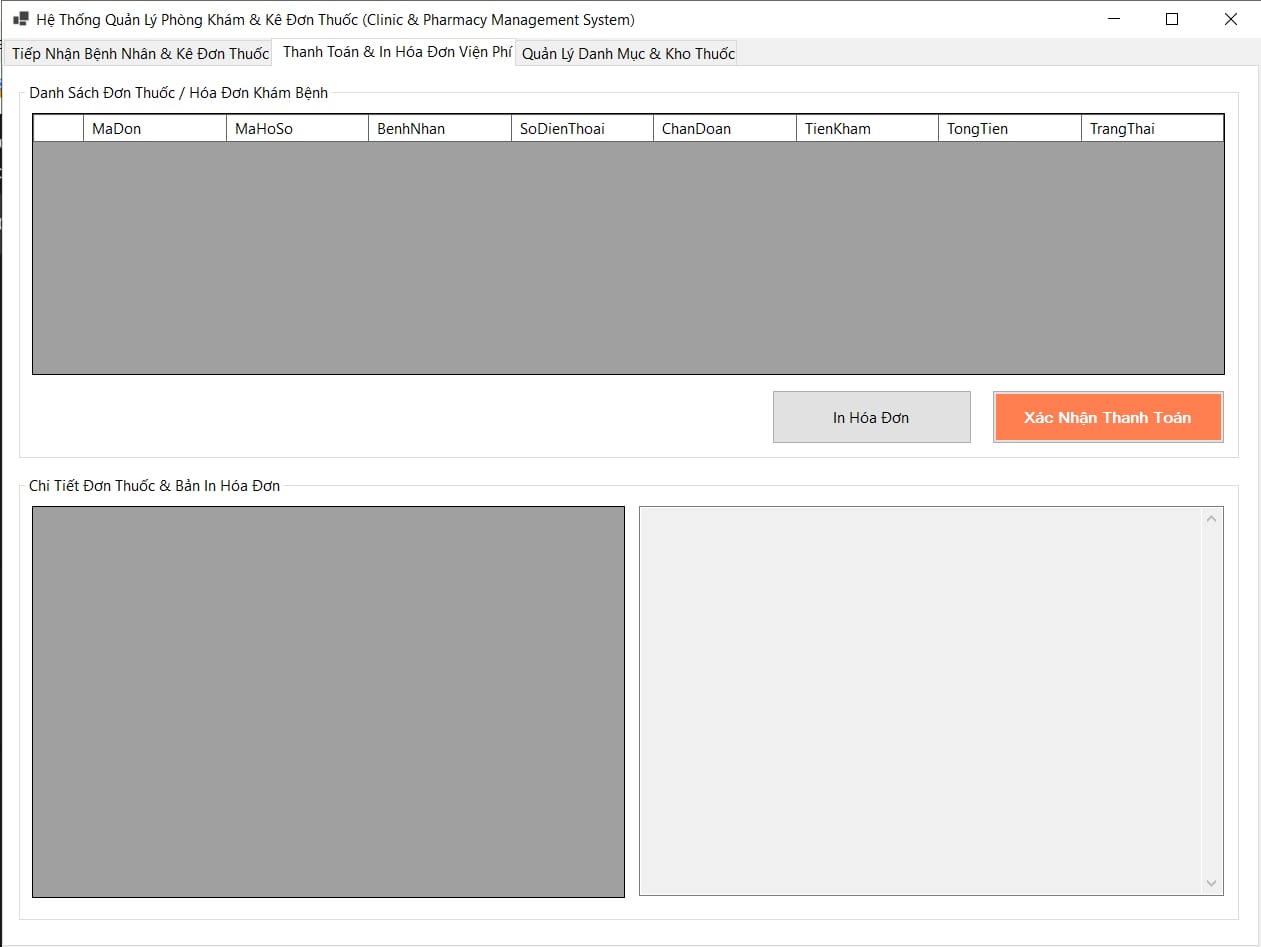 Hệ Thống Quản Lý Phòng Khám & Kê Đơn Thuốc (Clinic & Pharmacy Management System)
Tiếp Nhận Bệnh Nhân & Kê Đơn Thuốc Thanh Toán & In Hóa Đơn Viện Phí Quản Lý Danh Mục & Kho Thuốc
Danh Sách Đơn Thuốc / Hóa Đơn Khám Bệnh
MaDon MaHoSo BenhNhan SoDienThoai ChanDoan TienKham TongTien TrangThai
In Hóa Đơn Xác Nhận Thanh Toán
Chi Tiết Đơn Thuốc & Bản In Hóa Đơn